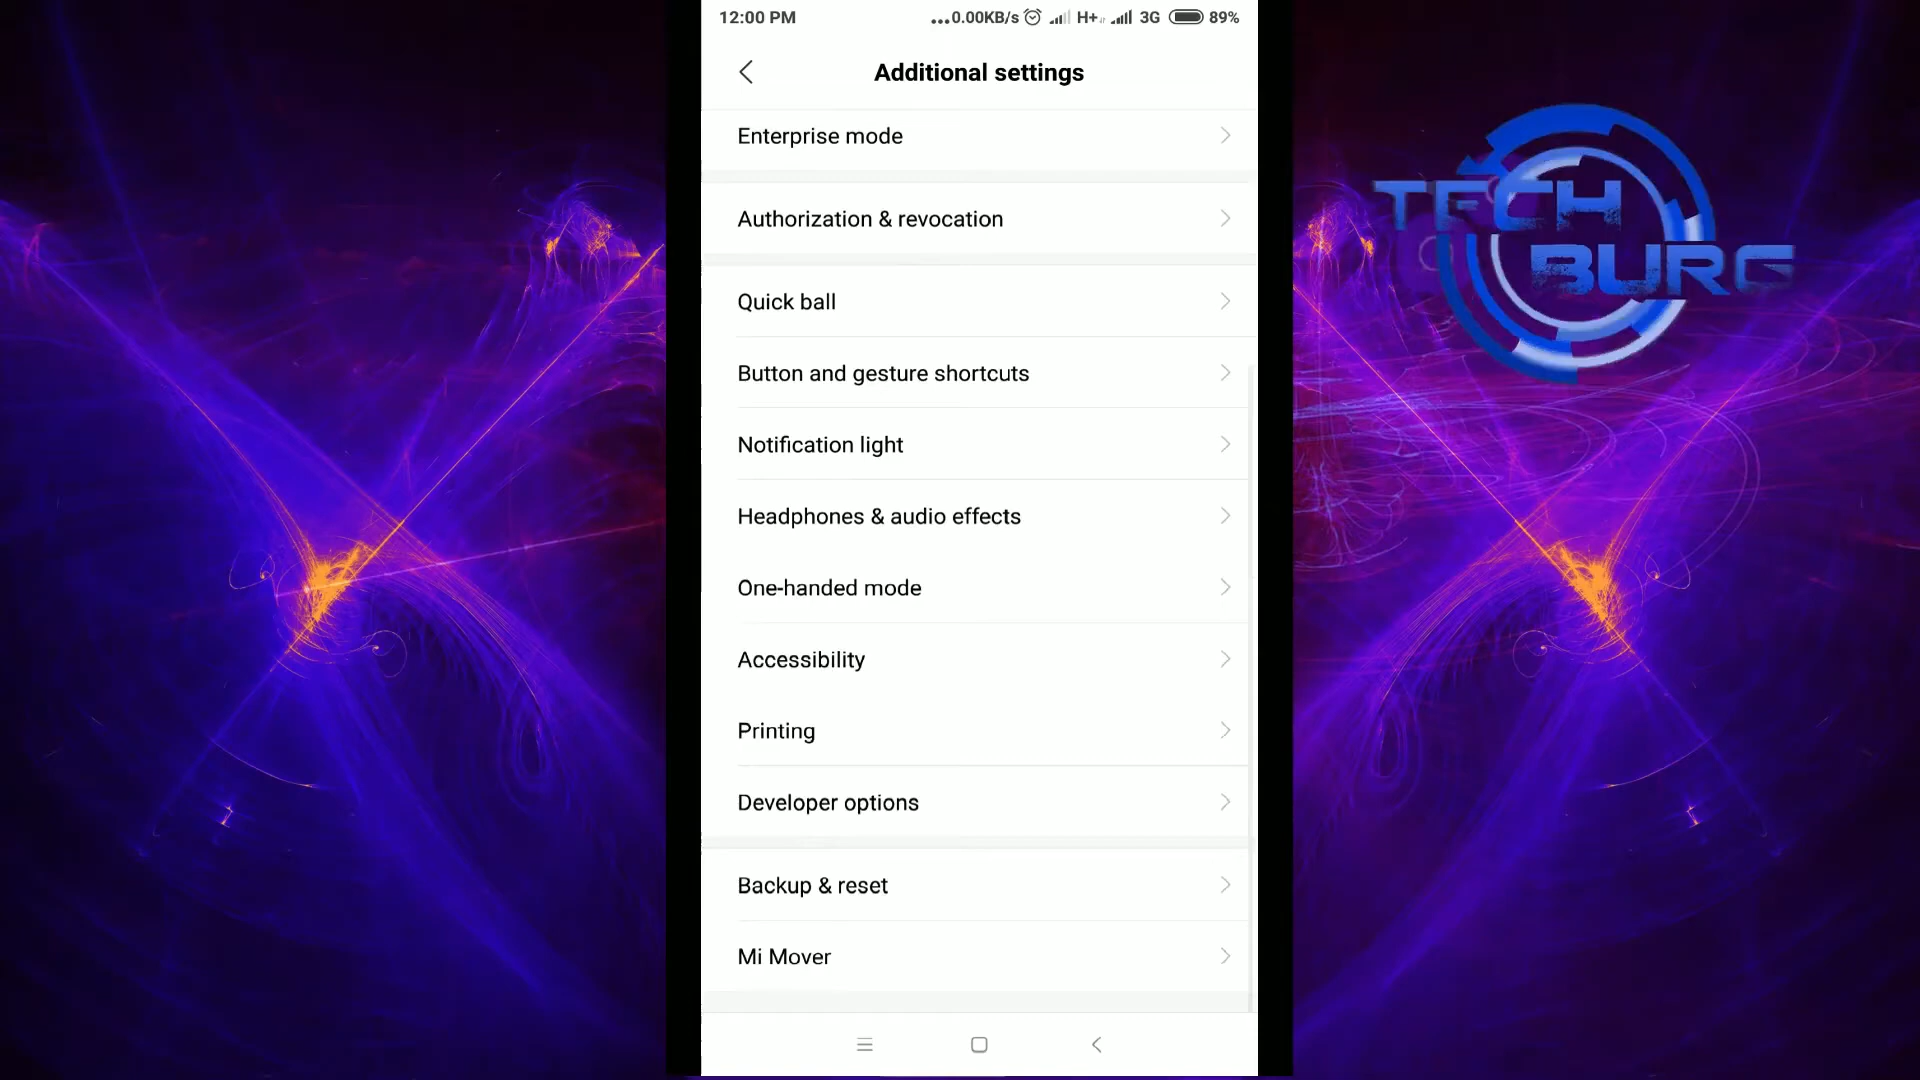 12:00 PM ...0.00KB/s H+ 3G 89%
Additional settings
Enterprise mode
Authorization & revocation
Quick ball
Button and gesture shortcuts
Notification light
Headphones & audio effects
One-handed mode
Accessibility
Printing
Developer options
Backup & reset
Mi Mover
TECH
BURG